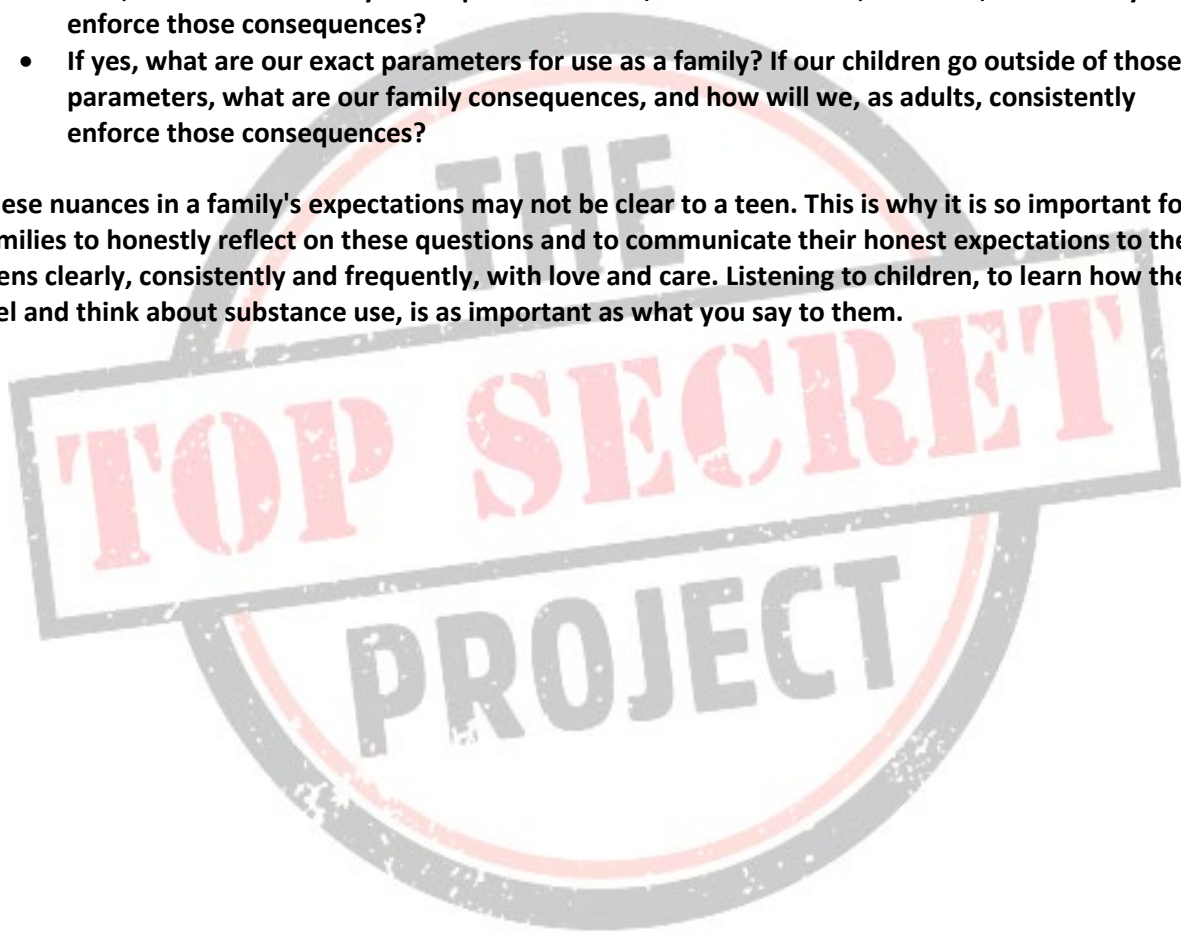 enforce those consequences?
• If yes, what are our exact parameters for use as a family? If our children go outside of those
parameters, what are our family consequences, and how will we, as adults, consistently
enforce those consequences?
ese nuances in a family's expectations may not be clear to a teen. This is why it is so important fo
milies to honestly reflect on these questions and to communicate their honest expectations to the
ens clearly, consistently and frequently, with love and care. Listening to children, to learn how the
el and think about substance use, is as important as what you say to them.
THE
TOP SECRET
PROJECT